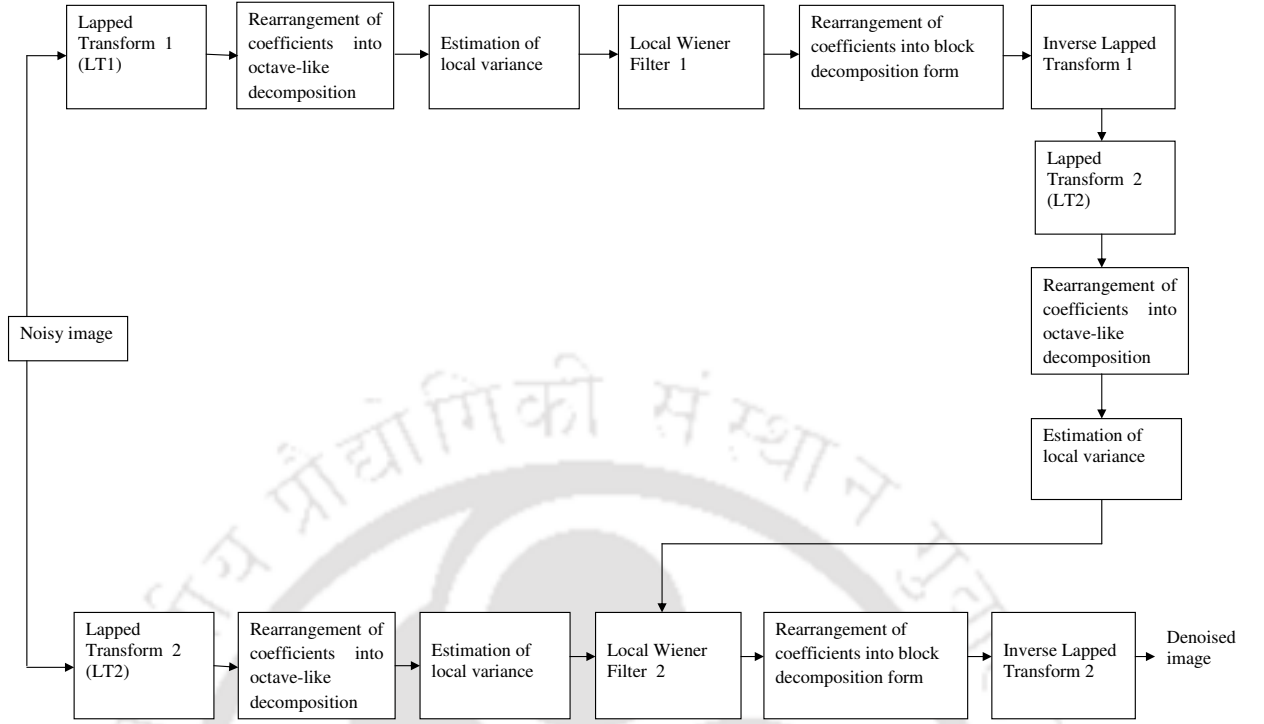 Lapped
Transform 1
(LT1)
Rearrangement of
coefficients into
octave-like
decomposition
Estimation of
local variance
Local Wiener
Filter 1
Rearrangement of
coefficients into block
decomposition form
Inverse Lapped
Transform 1
Lapped
Transform 2
(LT2)
Rearrangement of
coefficients into
octave-like
decomposition
Estimation of
local variance
Noisy image
Lapped
Transform 2
(LT2)
Rearrangement of
coefficients into
octave-like
decomposition
Estimation of
local variance
Local Wiener
Filter 2
Rearrangement of
coefficients into block
decomposition form
Inverse Lapped
Transform 2
Denoised
image
प्रौद्योगिकी संस्थान